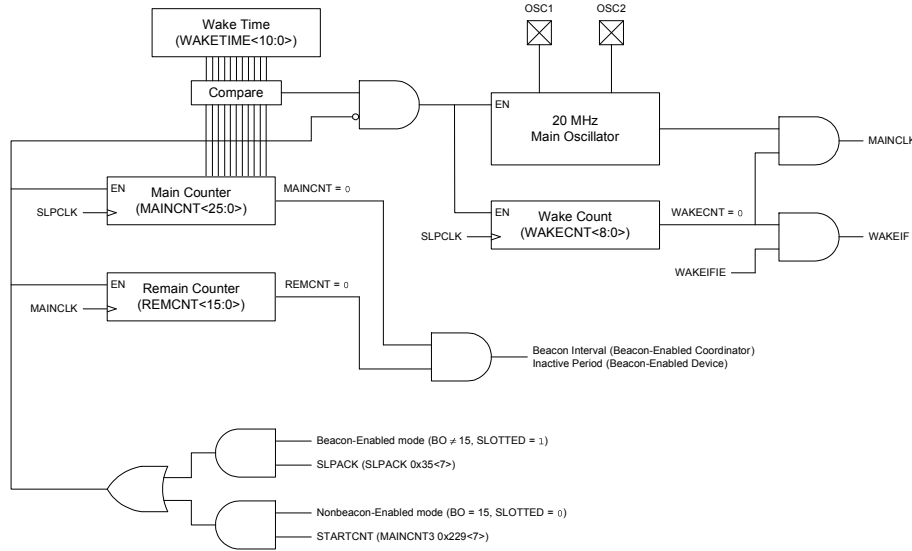 OSC1
OSC2
Wake Time
(WAKETIME<10:0>)
Compare
EN
20 MHz
Main Oscillator
MAINCLK
EN
Main Counter
(MAINCNT<25:0>)
MAINCNT = 0
SLPCLK
EN
Wake Count
(WAKECNT<8:0>)
WAKECNT = 0
SLPCLK
WAKEIF
WAKEIFIE
EN
Remain Counter
(REMCNT<15:0>)
REMCNT = 0
MAINCLK
Beacon Interval (Beacon-Enabled Coordinator)
Inactive Period (Beacon-Enabled Device)
Beacon-Enabled mode (BO ≠ 15, SLOTTED = 1)
SLPACK (SLPACK 0x35<7>)
Nonbeacon-Enabled mode (BO = 15, SLOTTED = 0)
STARTCNT (MAINCNT3 0x229<7>)